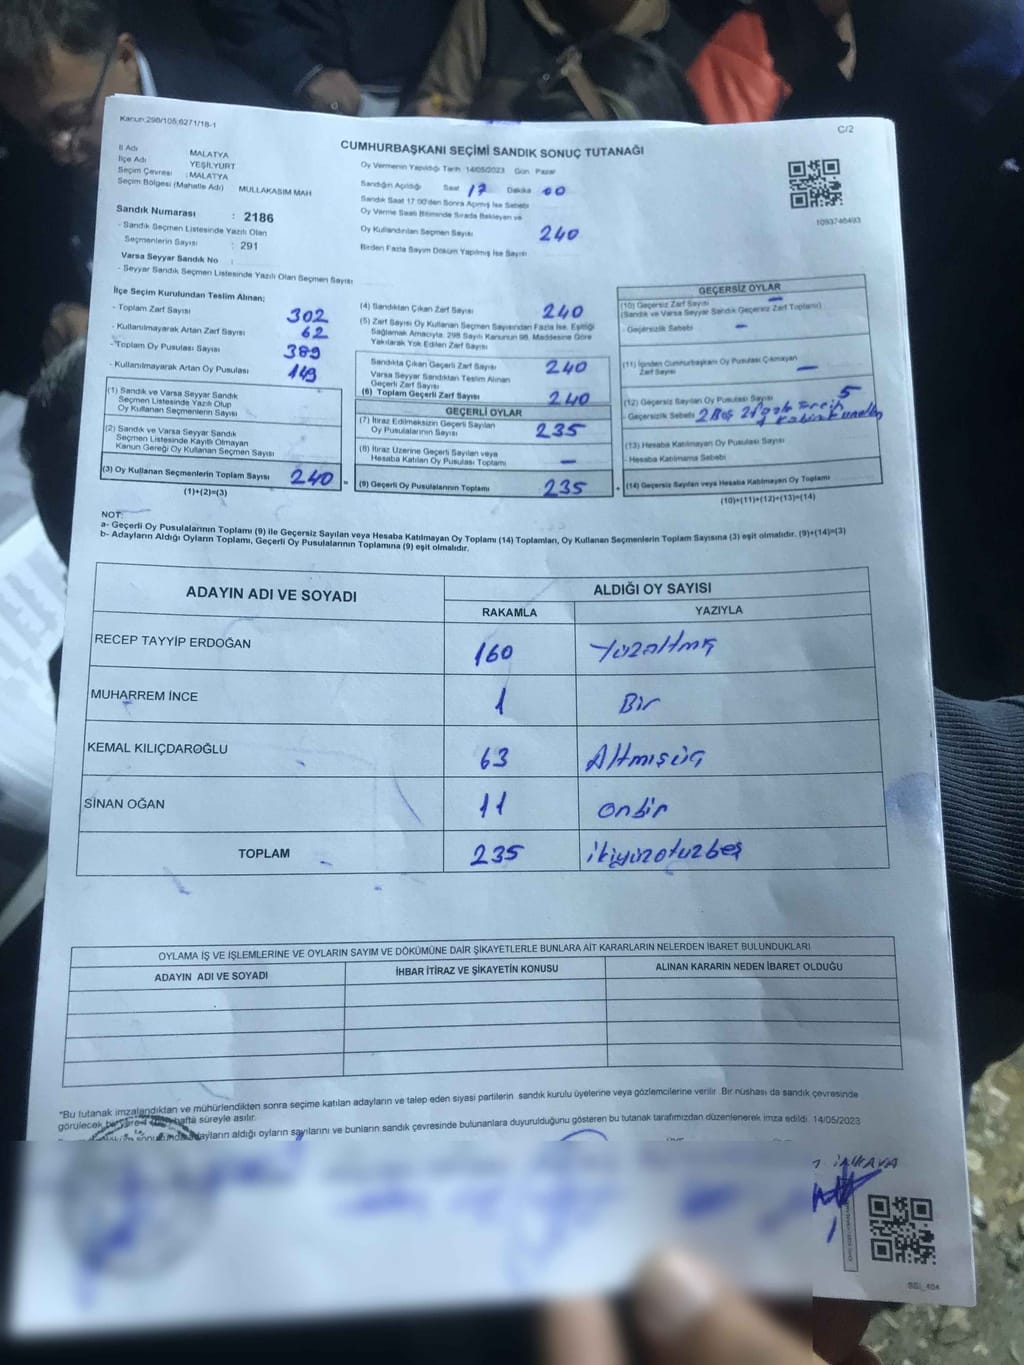 Kanun:298/105;6271/18-1
C/2
CUMHURBAŞKANI SEÇİMİ SANDIK SONUÇ TUTANAĞI
İl Adı MALATYA
İlçe Adı YEŞİLYURT
Seçim Çevresi : MALATYA
Seçim Bölgesi (Mahalle Adı) MULLAKASIM MAH
Sandık Numarası : 2186
- Sandık Seçmen Listesinde Yazılı Olan
Seçmenlerin Sayısı : 291
Varsa Seyyar Sandık No :
- Seyyar Sandık Seçmen Listesinde Yazılı Olan Seçmen Sayısı
Oy Vermenin Yapıldığı Tarih 14/05/2023 Gün Pazar
Sandığın Açıldığı Saat 17 Dakika 00
Sandık Saat 17:00'den Sonra Açılmış İse Sebebi
Oy Verme Saati Bitiminde Sırada Bekleyen ve
Oy Kullandırılan Seçmen Sayısı 240
Birden Fazla Sayım Döküm Yapılmış İse Sayısı
1093746493
İlçe Seçim Kurulundan Teslim Alınan;
- Toplam Zarf Sayısı 302
- Kullanılmayarak Artan Zarf Sayısı 62
- Toplam Oy Pusulası Sayısı 389
- Kullanılmayarak Artan Oy Pusulası 149
(1) Sandık ve Varsa Seyyar Sandık
Seçmen Listesinde Yazılı Olup
Oy Kullanan Seçmenlerin Sayısı
(2) Sandık ve Varsa Seyyar Sandık
Seçmen Listesinde Kayıtlı Olmayan
Kanun Gereği Oy Kullanan Seçmen Sayısı
(3) Oy Kullanan Seçmenlerin Toplam Sayısı 240 =
(1)+(2)=(3)
(4) Sandıktan Çıkan Zarf Sayısı 240
(5) Zarf Sayısı Oy Kullanan Seçmen Sayısından Fazla İse, Eşitliği
Sağlamak Amacıyla, 298 Sayılı Kanunun 98. Maddesine Göre
Yakılarak Yok Edilen Zarf Sayısı
Sandıkta Çıkan Geçerli Zarf Sayısı 240
Varsa Seyyar Sandıktan Teslim Alınan
Geçerli Zarf Sayısı
(6) Toplam Geçerli Zarf Sayısı 240
GEÇERLİ OYLAR
(7) İtiraz Edilmeksizin Geçerli Sayılan
Oy Pusulalarının Sayısı 235
(8) İtiraz Üzerine Geçerli Sayılan veya
Hesaba Katılan Oy Pusulası Toplamı —
(9) Geçerli Oy Pusulalarının Toplamı 235 +
GEÇERSİZ OYLAR
(10) Geçersiz Zarf Sayısı —
(Sandık ve Varsa Seyyar Sandık Geçersiz Zarf Toplamı)
- Geçersizlik Sebebi —
(11) İçinden Cumhurbaşkanı Oy Pusulası Çıkmayan
Zarf Sayısı —
(12) Geçersiz Sayılan Oy Pusulası Sayısı 5
- Geçersizlik Sebebi 2 Boş 2 fazla Tercih
(13) Hesaba Katılmayan Oy Pusulası Sayısı
- Hesaba Katılmama Sebebi
(14) Geçersiz Sayılan veya Hesaba Katılmayan Oy Toplamı
(10)+(11)+(12)+(13)=(14)
NOT:
a- Geçerli Oy Pusulalarının Toplamı (9) ile Geçersiz Sayılan veya Hesaba Katılmayan Oy Toplamı (14) Toplamları, Oy Kullanan Seçmenlerin Toplam Sayısına (3) eşit olmalıdır. (9)+(14)=(3)
b- Adayların Aldığı Oyların Toplamı, Geçerli Oy Pusulalarının Toplamına (9) eşit olmalıdır.
ADAYIN ADI VE SOYADI
ALDIĞI OY SAYISI
RAKAMLA YAZIYLA
RECEP TAYYİP ERDOĞAN 160 Yüzaltmış
MUHARREM İNCE 1 Bir
KEMAL KILIÇDAROĞLU 63 Altmışüç
SİNAN OĞAN 11 Onbir
TOPLAM 235 ikiyüzotuzbeş
OYLAMA İŞ VE İŞLEMLERİNE VE OYLARIN SAYIM VE DÖKÜMÜNE DAİR ŞİKAYETLERLE BUNLARA AİT KARARLARIN NELERDEN İBARET BULUNDUKLARI
ADAYIN ADI VE SOYADI İHBAR İTİRAZ VE ŞİKAYETİN KONUSU ALINAN KARARIN NEDEN İBARET OLDUĞU
*Bu tutanak imzalandıktan ve mühürlendikten sonra seçime katılan adayların ve talep eden siyasi partilerin sandık kurulu üyelerine veya gözlemcilerine verilir. Bir nüshası da sandık çevresinde
görülecek bir yere hafta süreyle asılır.
adayların aldığı oyların sayılarını ve bunların sandık çevresinde bulunanlara duyurulduğunu gösteren bu tutanak tarafımızdan düzenlenerek imza edildi. 14/05/2023